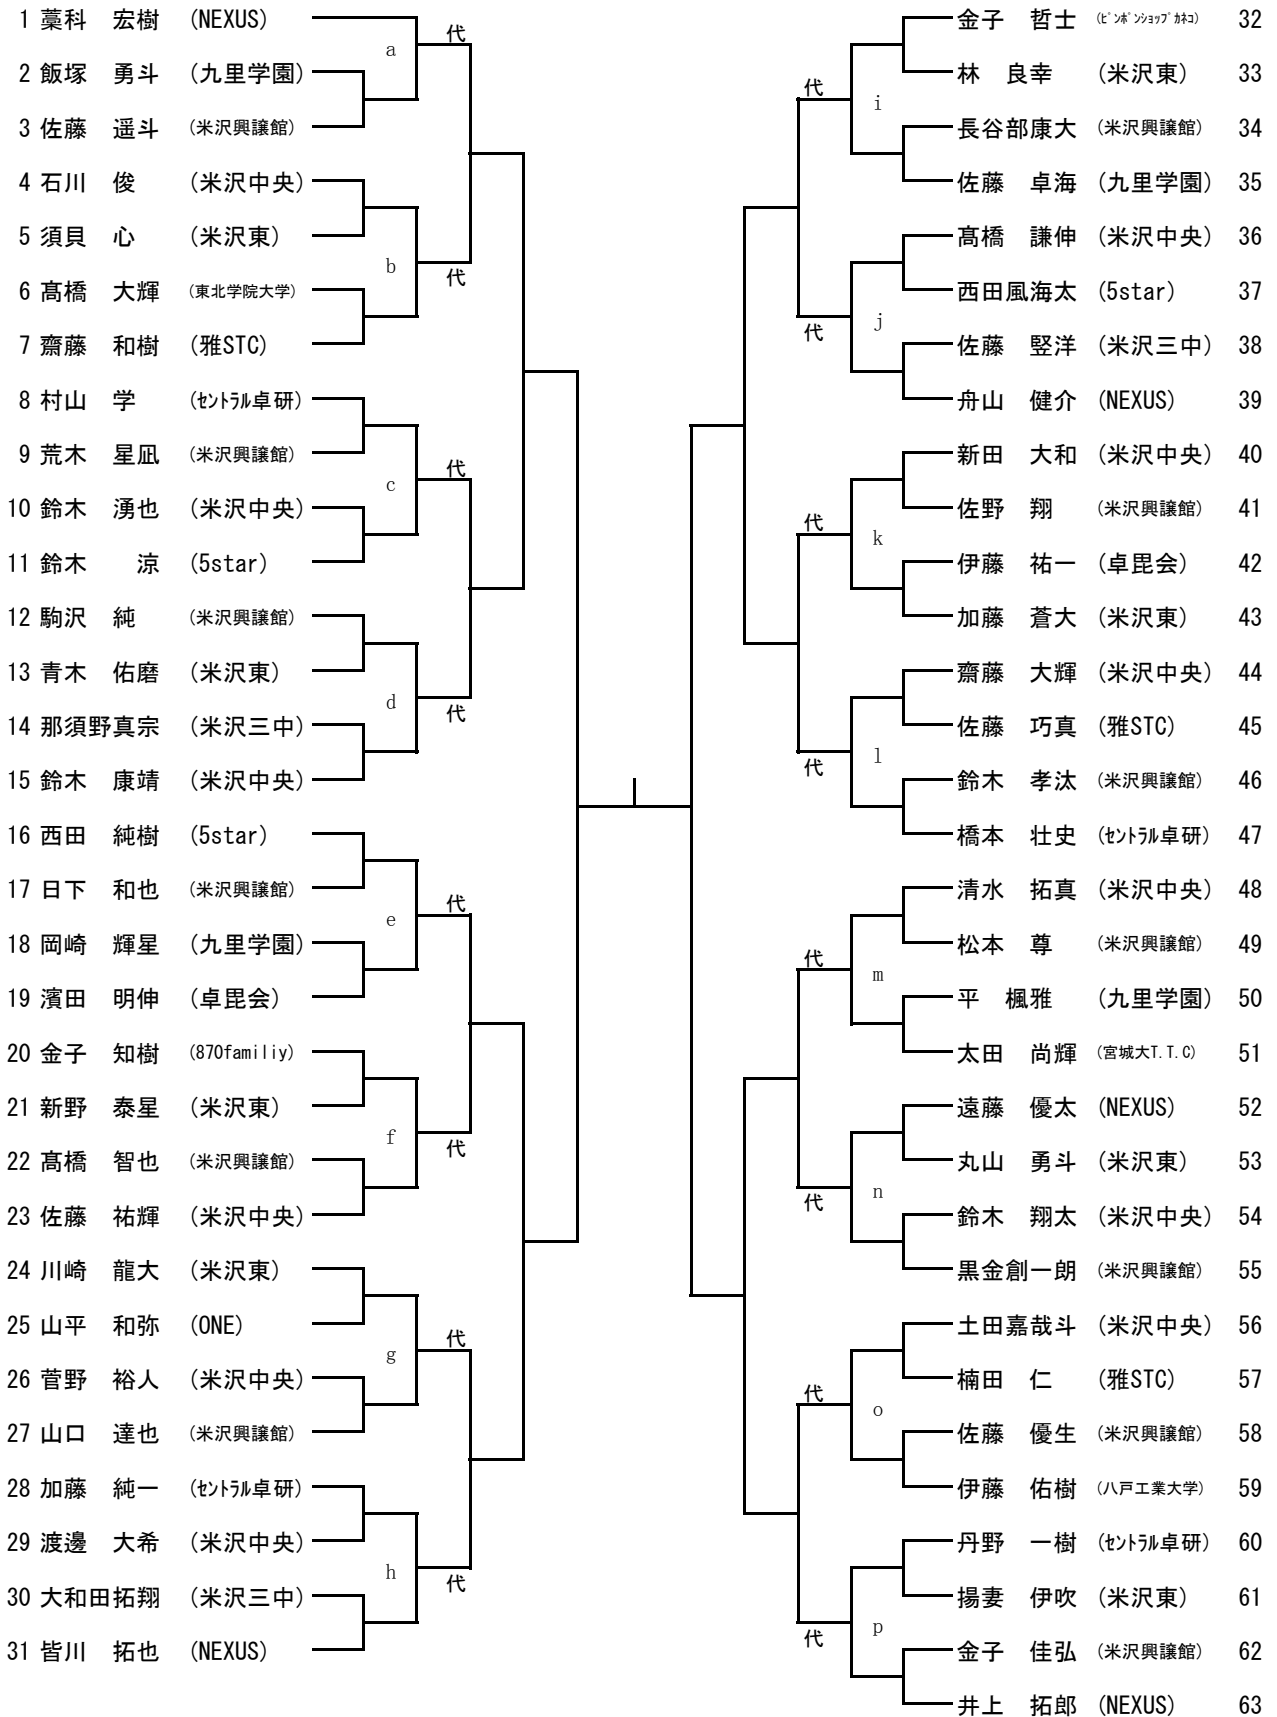 1 藁科　宏樹 (NEXUS)
代
a
2 飯塚　勇斗 (九里学園)
3 佐藤　遥斗 (米沢興譲館)
4 石川　俊 (米沢中央)
5 須貝　心 (米沢東)
b
代
6 髙橋　大輝 (東北学院大学)
7 齋藤　和樹 (雅STC)
8 村山　学 (ｾﾝﾄﾗﾙ卓研)
9 荒木　星凪 (米沢興譲館)
代
c
10 鈴木　湧也 (米沢中央)
11 鈴木　　涼 (5star)
12 駒沢　純 (米沢興譲館)
13 青木　佑磨 (米沢東)
d
代
14 那須野真宗 (米沢三中)
15 鈴木　康靖 (米沢中央)
16 西田　純樹 (5star)
17 日下　和也 (米沢興譲館)
代
e
18 岡崎　輝星 (九里学園)
19 濱田　明伸 (卓毘会)
20 金子　知樹 (870familiy)
21 新野　泰星 (米沢東)
f
代
22 髙橋　智也 (米沢興譲館)
23 佐藤　祐輝 (米沢中央)
24 川崎　龍大 (米沢東)
25 山平　和弥 (ONE)
代
g
26 菅野　裕人 (米沢中央)
27 山口　達也 (米沢興譲館)
28 加藤　純一 (ｾﾝﾄﾗﾙ卓研)
29 渡邊　大希 (米沢中央)
h
代
30 大和田拓翔 (米沢三中)
31 皆川　拓也 (NEXUS)
金子　哲士 (ﾋﾟﾝﾎﾟﾝｼｮｯﾌﾟｶﾈｺ) 32
林　良幸 (米沢東) 33
代
i
長谷部康大 (米沢興譲館) 34
佐藤　卓海 (九里学園) 35
髙橋　謙伸 (米沢中央) 36
西田風海太 (5star) 37
j
代
佐藤　竪洋 (米沢三中) 38
舟山　健介 (NEXUS) 39
新田　大和 (米沢中央) 40
佐野　翔 (米沢興譲館) 41
代
k
伊藤　祐一 (卓毘会) 42
加藤　蒼大 (米沢東) 43
齋藤　大輝 (米沢中央) 44
佐藤　巧真 (雅STC) 45
l
代
鈴木　孝汰 (米沢興譲館) 46
橋本　壮史 (ｾﾝﾄﾗﾙ卓研) 47
清水　拓真 (米沢中央) 48
松本　尊 (米沢興譲館) 49
代
m
平　楓雅 (九里学園) 50
太田　尚輝 (宮城大T.T.C) 51
遠藤　優太 (NEXUS) 52
丸山　勇斗 (米沢東) 53
n
代
鈴木　翔太 (米沢中央) 54
黒金創一朗 (米沢興譲館) 55
土田嘉哉斗 (米沢中央) 56
楠田　仁 (雅STC) 57
代
o
佐藤　優生 (米沢興譲館) 58
伊藤　佑樹 (八戸工業大学) 59
丹野　一樹 (ｾﾝﾄﾗﾙ卓研) 60
揚妻　伊吹 (米沢東) 61
p
代
金子　佳弘 (米沢興譲館) 62
井上　拓郎 (NEXUS) 63